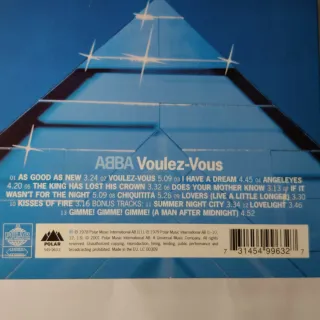 ABBA Voulez-Vous
01 AS GOOD AS NEW 3.24 02 VOULEZ-VOUS 5.09 03 I HAVE A DREAM 4.45 04 ANGELEYES
4.20 05 THE KING HAS LOST HIS CROWN 3.32 06 DOES YOUR MOTHER KNOW 3.13 07 IF IT
WASN'T FOR THE NIGHT 5.09 08 CHIQUITITA 5.26 09 LOVERS (LIVE A LITTLE LONGER) 3.30
10 KISSES OF FIRE 3.16 BONUS TRACKS: 11 SUMMER NIGHT CITY 3.34 12 LOVELIGHT 3.46
13 GIMME! GIMME! GIMME! (A MAN AFTER MIDNIGHT) 4.52
POLAR
7 31454 99632 7